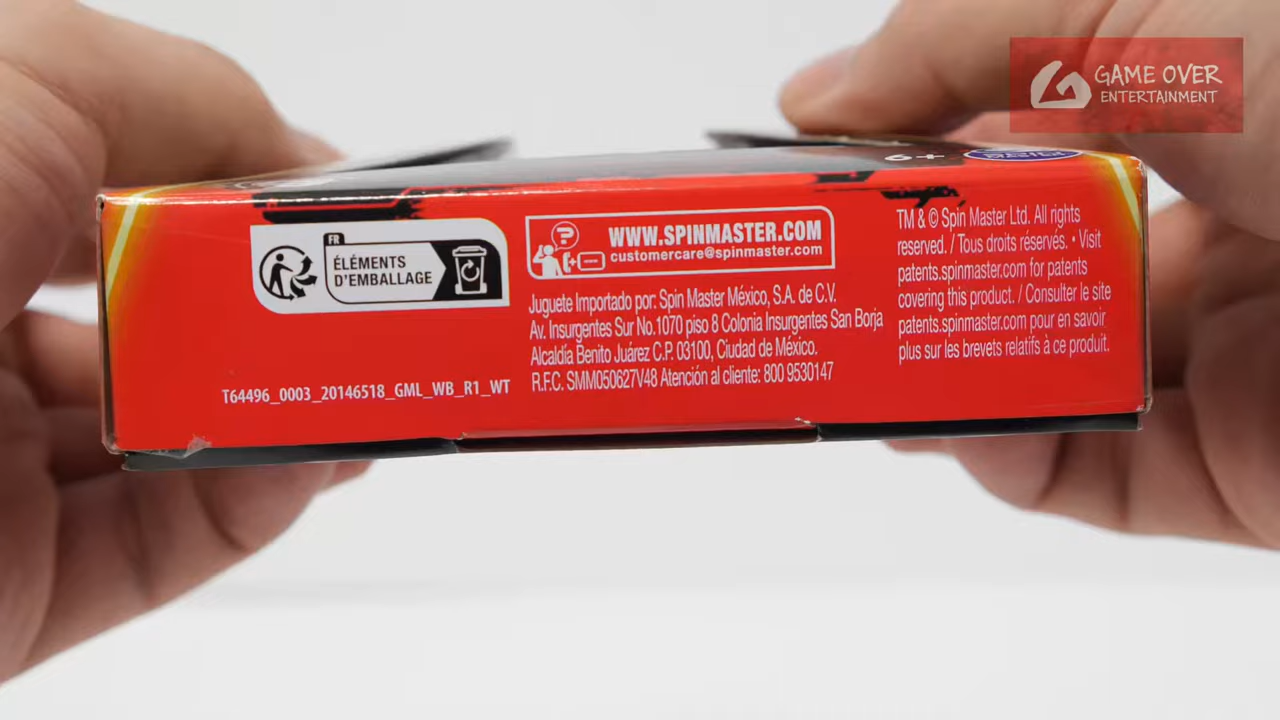 GAME OVER
ENTERTAINMENT
6+
FR
ÉLÉMENTS
D'EMBALLAGE
T64496_0003_20146518_GML_WB_R1_WT
?
WWW.SPINMASTER.COM
customercare@spinmaster.com
Juguete Importado por: Spin Master México, S.A. de C.V.
Av. Insurgentes Sur No.1070 piso 8 Colonia Insurgentes San Borja
Alcaldía Benito Juárez C.P. 03100, Ciudad de México.
R.F.C. SMM050627V48 Atención al cliente: 800 9530147
TM & © Spin Master Ltd. All rights
reserved. / Tous droits réservés. • Visit
patents.spinmaster.com for patents
covering this product. / Consulter le site
patents.spinmaster.com pour en savoir
plus sur les brevets relatifs à ce produit.